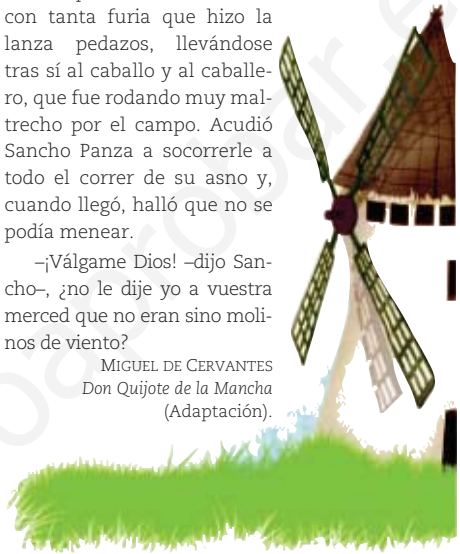 con tanta furia que hizo la
lanza pedazos, llevándose
tras sí al caballo y al caballe-
ro, que fue rodando muy mal-
trecho por el campo. Acudió
Sancho Panza a socorrerle a
todo el correr de su asno y,
cuando llegó, halló que no se
podía menear.
–¡Válgame Dios! –dijo San-
cho–, ¿no le dije yo a vuestra
merced que no eran sino moli-
nos de viento?
MIGUEL DE CERVANTES
Don Quijote de la Mancha
(Adaptación).